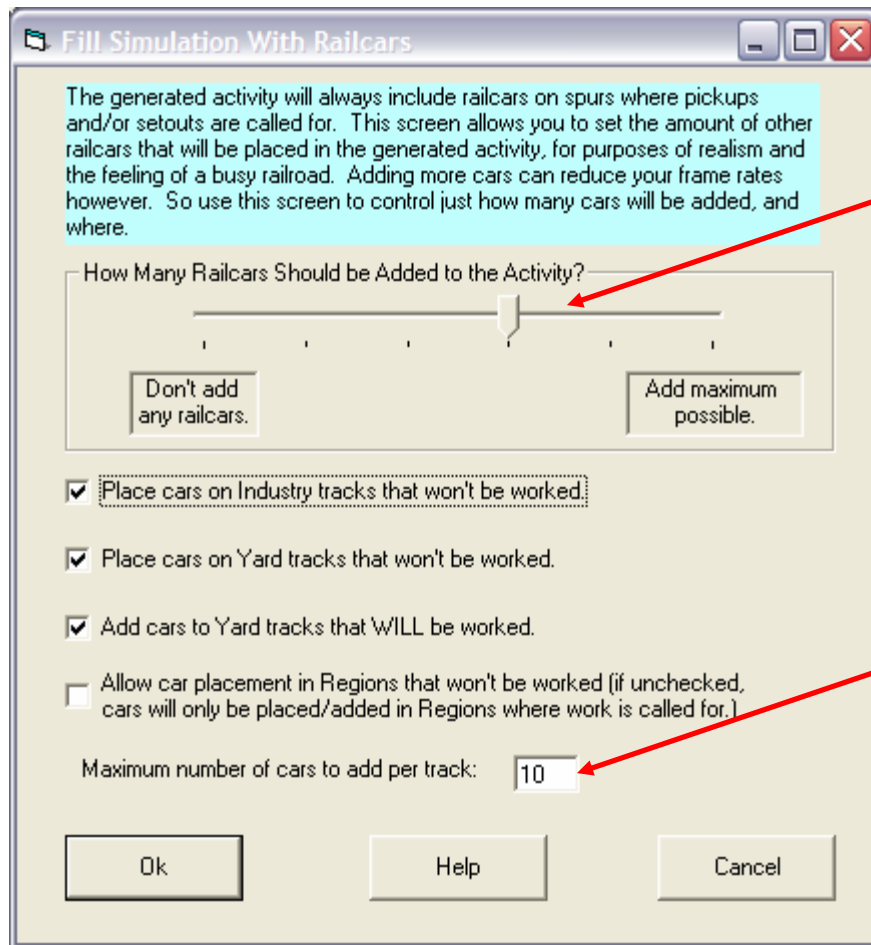 Fill Simulation With Railcars
The generated activity will always include railcars on spurs where pickups
and/or setouts are called for.  This screen allows you to set the amount of other
railcars that will be placed in the generated activity, for purposes of realism and
the feeling of a busy railroad.  Adding more cars can reduce your frame rates
however.  So use this screen to control just how many cars will be added, and
where.
How Many Railcars Should be Added to the Activity?
Don't add
any railcars.
Add maximum
possible.
Place cars on Industry tracks that won't be worked.
Place cars on Yard tracks that won't be worked.
Add cars to Yard tracks that WILL be worked.
Allow car placement in Regions that won't be worked (if unchecked,
cars will only be placed/added in Regions where work is called for.)
Maximum number of cars to add per track: 10
Ok
Help
Cancel